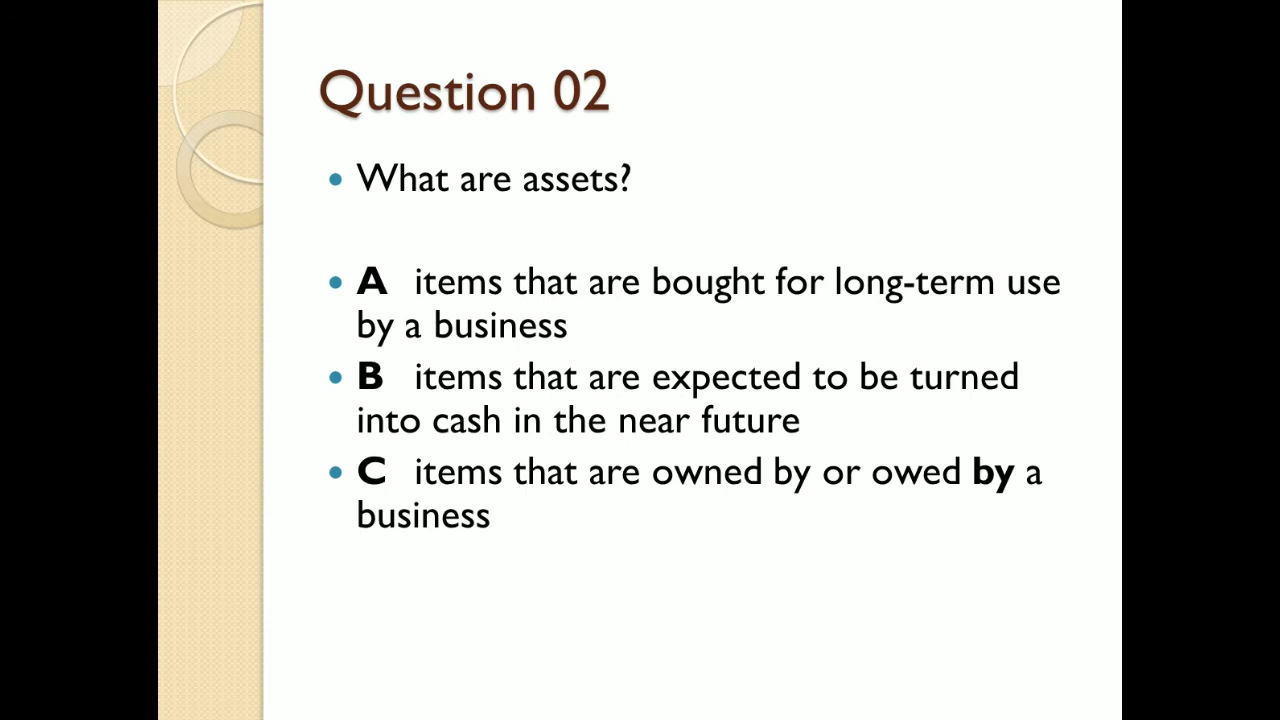 Question 02
• What are assets?
• A items that are bought for long-term use
by a business
• B items that are expected to be turned
into cash in the near future
• C items that are owned by or owed by a
business